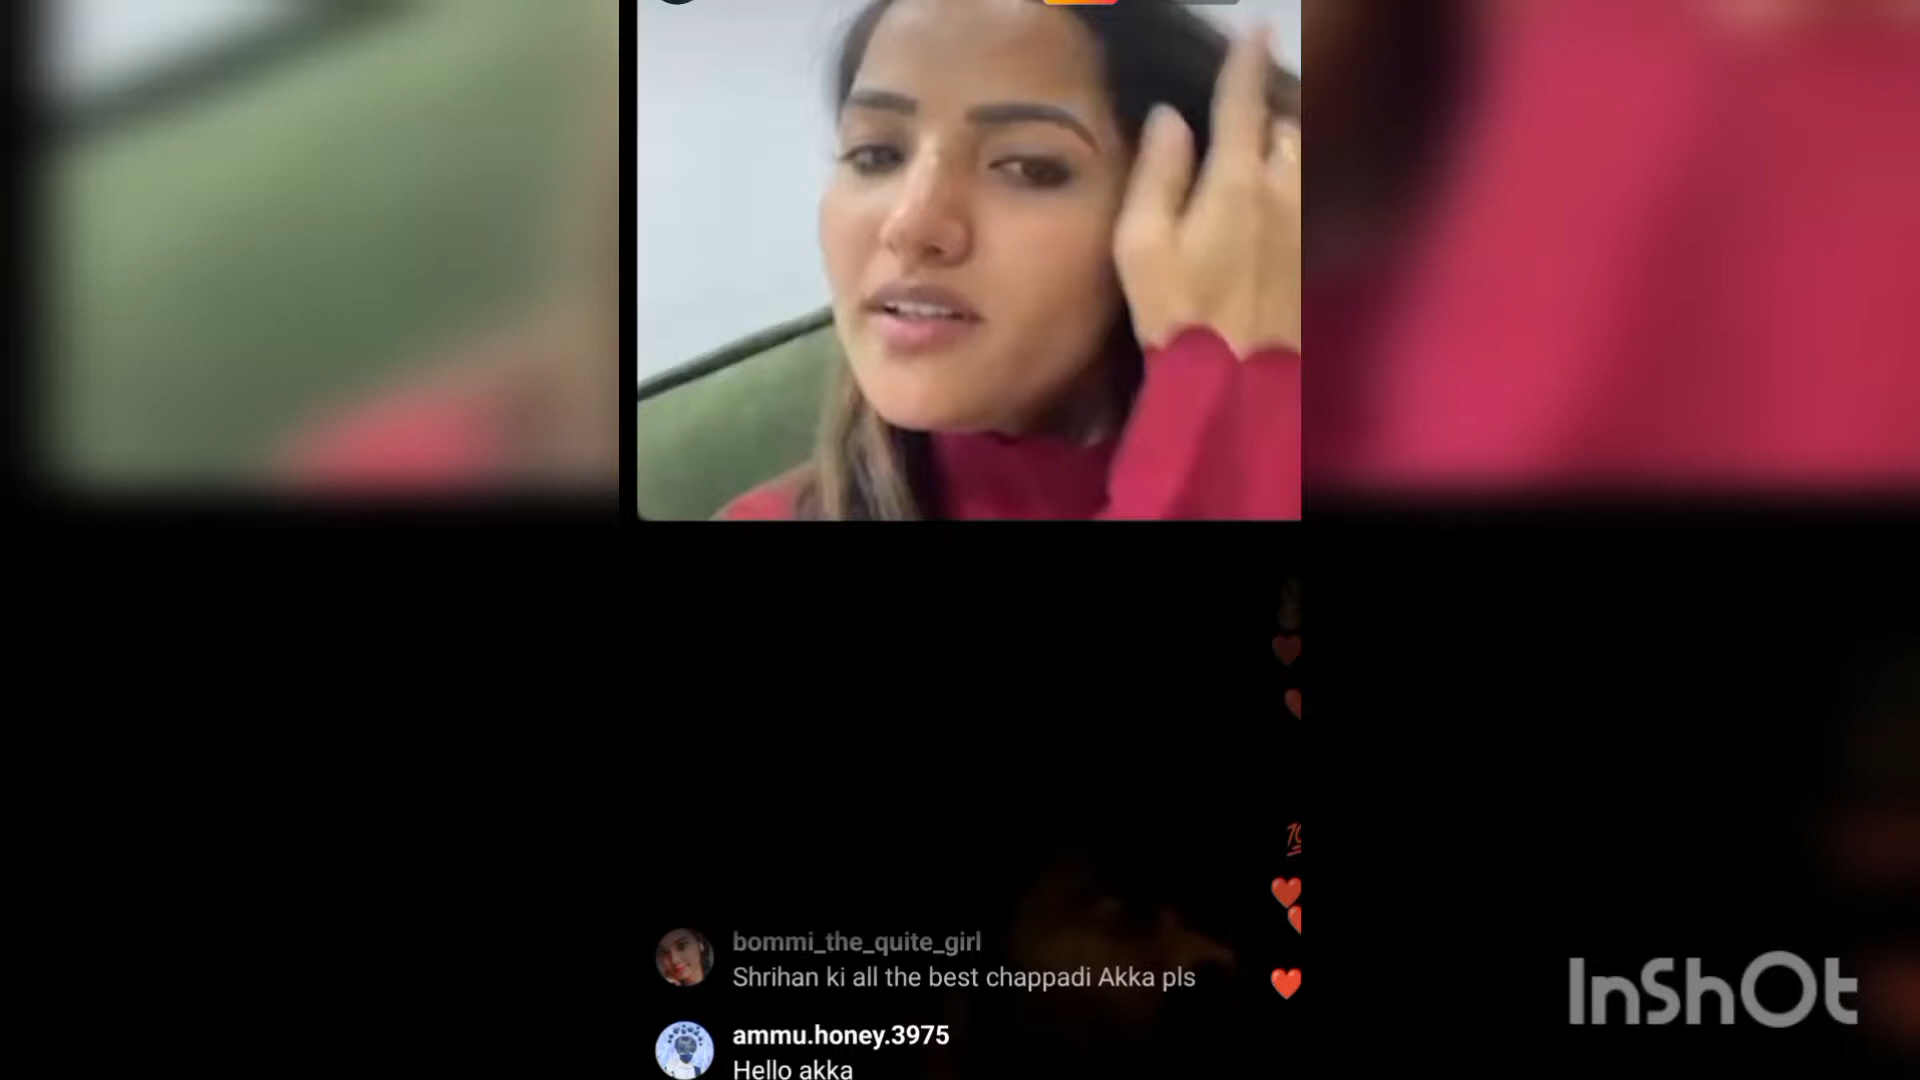 bommi_the_quite_girl
Shrihan ki all the best chappadi Akka pls
ammu.honey.3975
Hello akka
InShOt